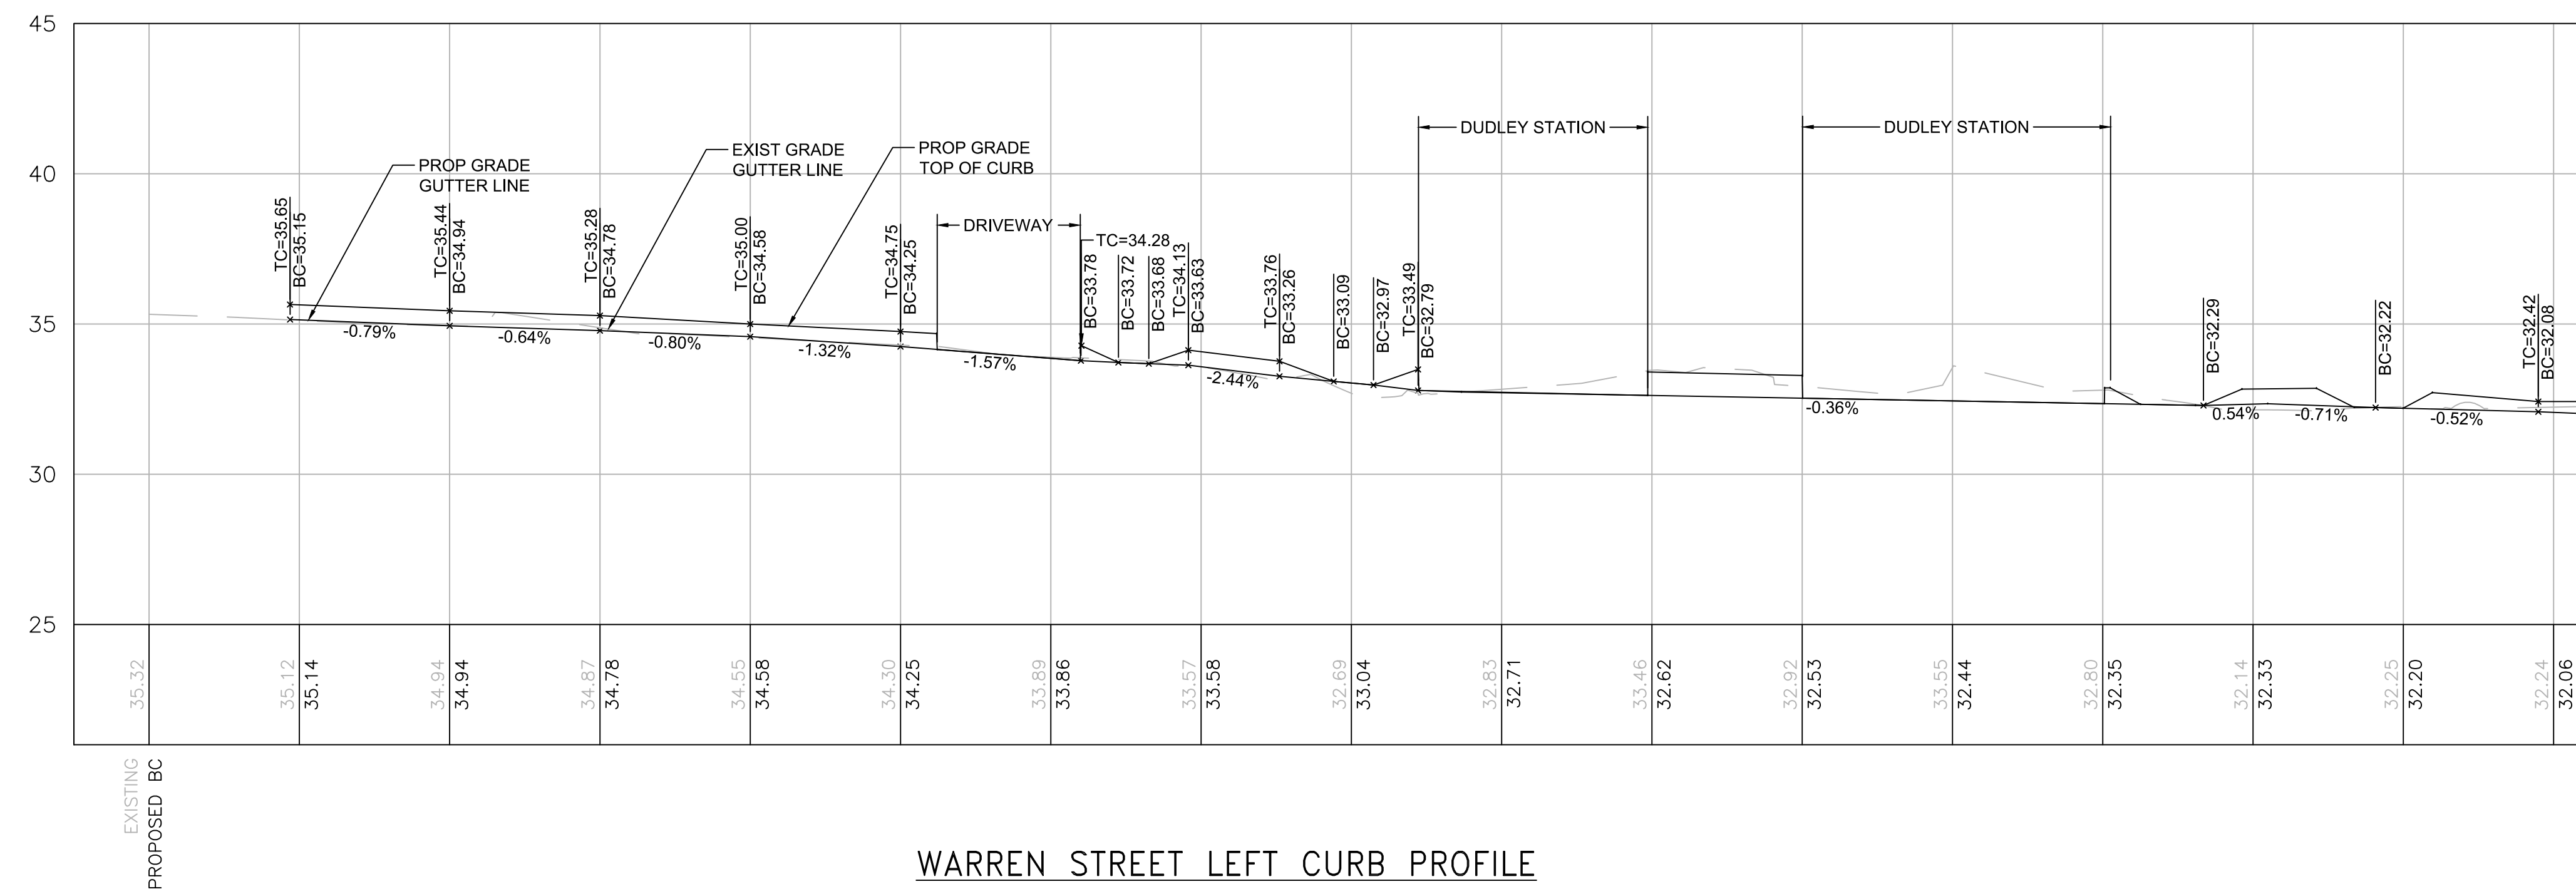 45
40
35
30
25
DUDLEY STATION
DUDLEY STATION
PROP GRADE
GUTTER LINE
EXIST GRADE
GUTTER LINE
PROP GRADE
TOP OF CURB
DRIVEWAY
TC=35.65
BC=35.15
TC=35.44
BC=34.94
TC=35.28
BC=34.78
TC=35.00
BC=34.58
TC=34.75
BC=34.25
TC=34.28
BC=33.78
BC=33.72
BC=33.68
TC=34.13
BC=33.63
TC=33.76
BC=33.26
BC=33.09
BC=32.97
TC=33.49
BC=32.79
BC=32.29
BC=32.22
TC=32.42
BC=32.08
-0.79%
-0.64%
-0.80%
-1.32%
-1.57%
-2.44%
-0.36%
0.54%
-0.71%
-0.52%
35.32
35.12
35.14
34.94
34.94
34.87
34.78
34.55
34.58
34.30
34.25
33.89
33.86
33.57
33.58
32.69
33.04
32.83
32.71
33.46
32.62
32.92
32.53
33.55
32.44
32.80
32.35
32.14
32.33
32.25
32.20
32.24
32.06
EXISTING
PROPOSED BC
WARREN STREET LEFT CURB PROFILE